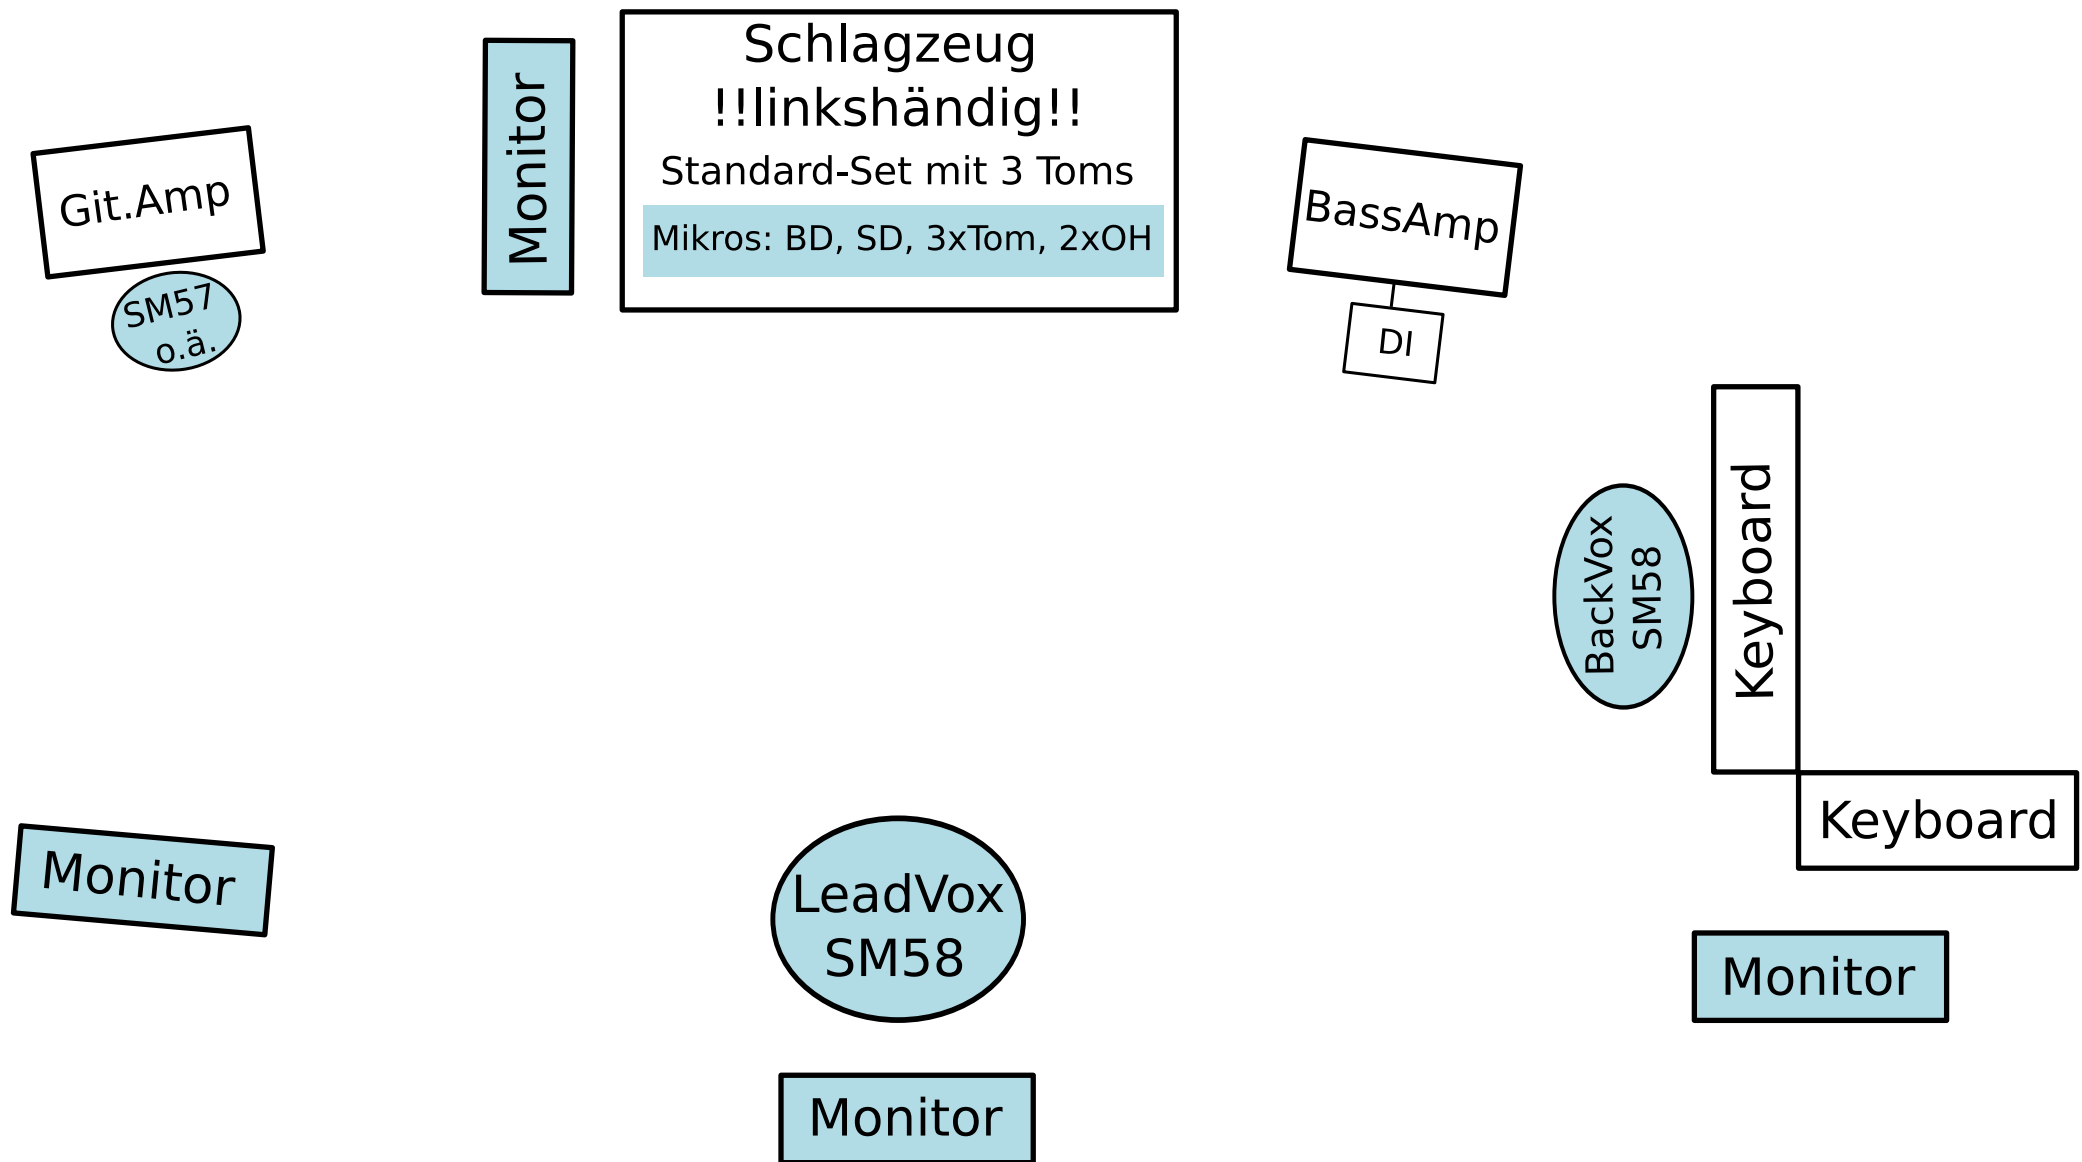 Schlagzeug
!!linkshändig!!
Standard-Set mit 3 Toms
Mikros: BD, SD, 3xTom, 2xOH
Monitor
Git.Amp
SM57
o.ä.
BassAmp
DI
Keyboard
BackVox
SM58
Keyboard
Monitor
LeadVox
SM58
Monitor
Monitor